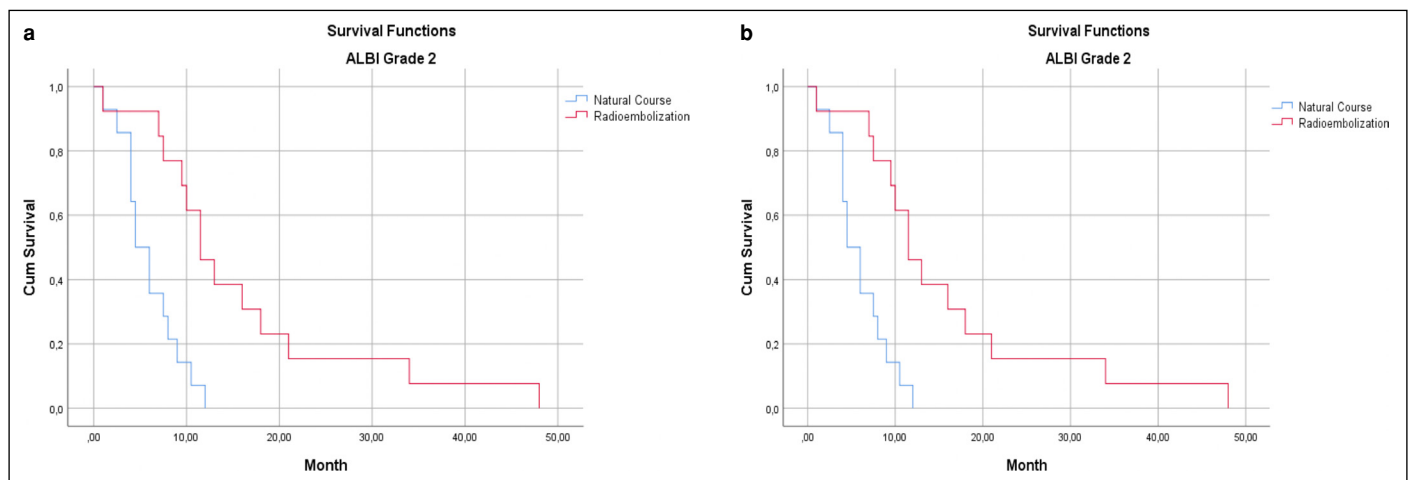 a
Survival Functions
ALBI Grade 2
Natural Course
Radioembolization
1,0
0,8
0,6
0,4
0,2
0,0
Cum Survival
,00 10,00 20,00 30,00 40,00 50,00
Month
b
Survival Functions
ALBI Grade 2
Natural Course
Radioembolization
1,0
0,8
0,6
0,4
0,2
0,0
Cum Survival
,00 10,00 20,00 30,00 40,00 50,00
Month